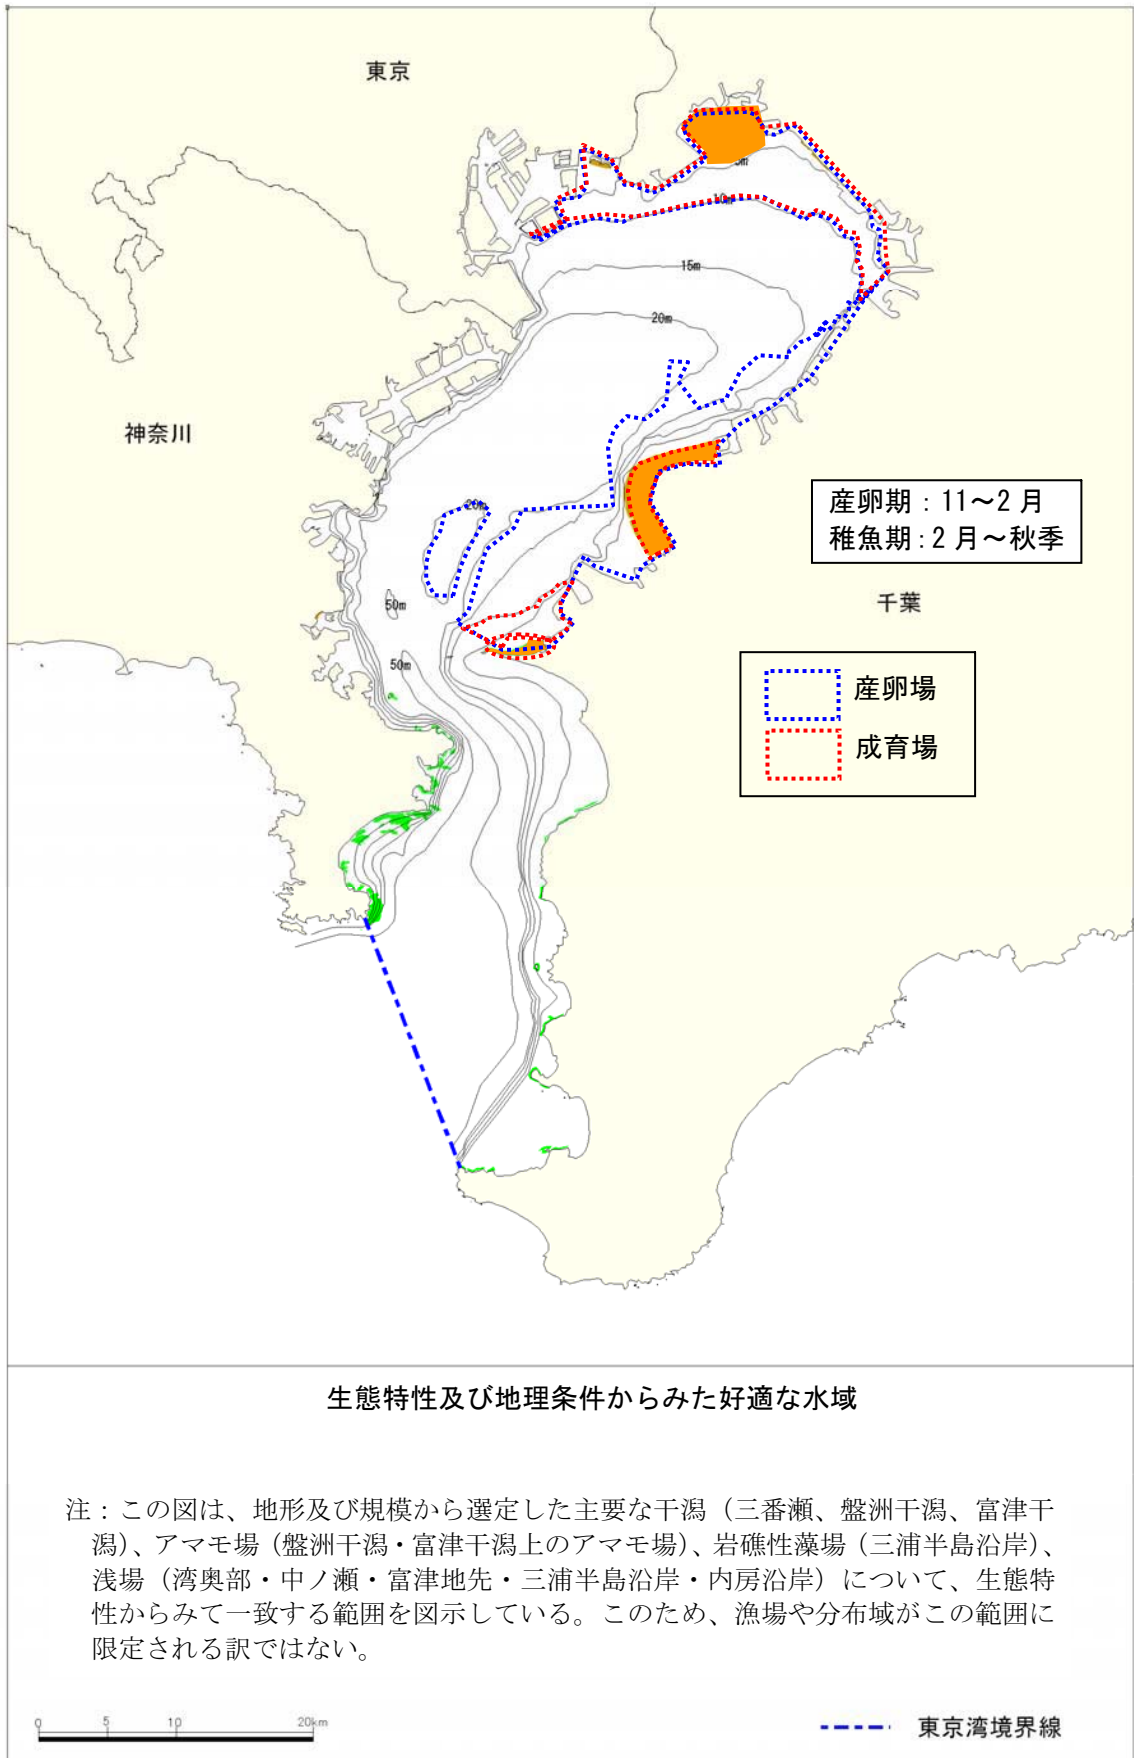 東京
5m
10m
15m
20m
神奈川
産卵期：11～2 月
稚魚期：2 月～秋季
20m
千葉
50m
50m
産卵場
成育場
生態特性及び地理条件からみた好適な水域
注：この図は、地形及び規模から選定した主要な干潟（三番瀬、盤洲干潟、富津干
潟）、アマモ場（盤洲干潟・富津干潟上のアマモ場）、岩礁性藻場（三浦半島沿岸）、
浅場（湾奥部・中ノ瀬・富津地先・三浦半島沿岸・内房沿岸）について、生態特
性からみて一致する範囲を図示している。このため、漁場や分布域がこの範囲に
限定される訳ではない。
0 5 10 20km
東京湾境界線